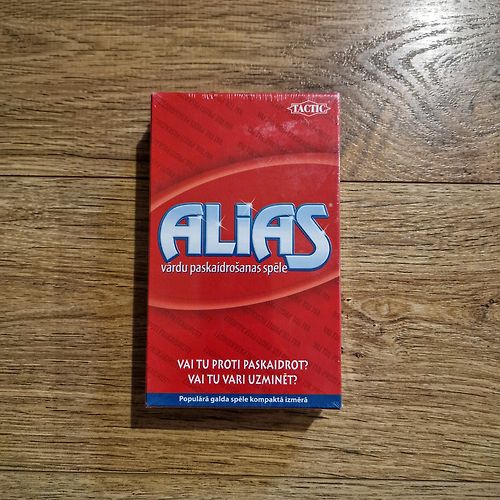 TACTIC
ALIAS®
vārdu paskaidrošanas spēle
VAI TU PROTI PASKAIDROT?
VAI TU VARI UZMINĒT?
Populārā galda spēle kompaktā izmērā